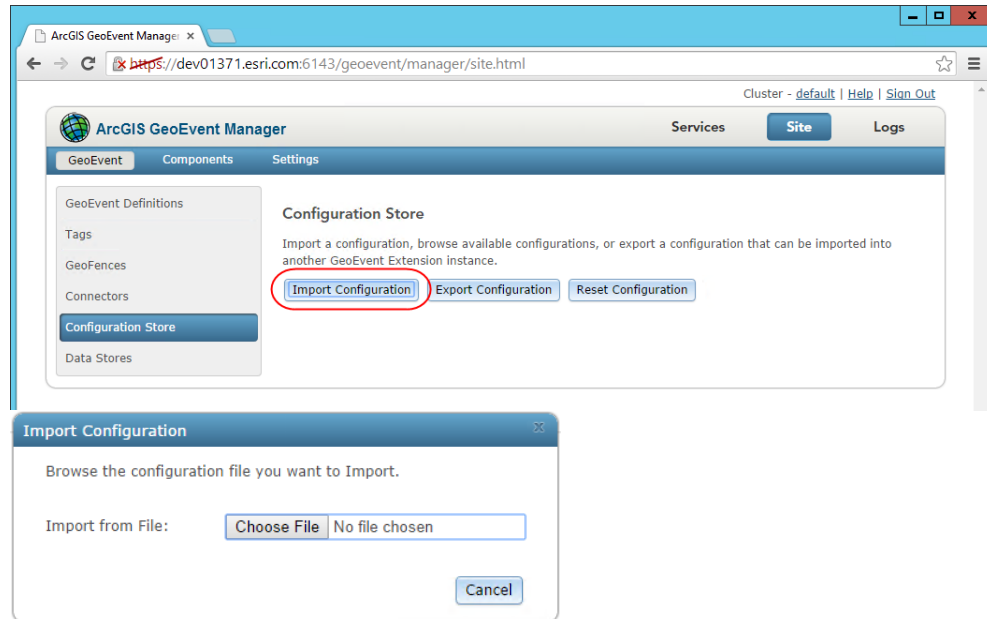 ArcGIS GeoEvent Manage
https://dev01371.esri.com:6143/geoevent/manager/site.html
Cluster - default | Help | Sign Out
ArcGIS GeoEvent Manager
Services Site Logs
GeoEvent Components Settings
GeoEvent Definitions
Tags
GeoFences
Connectors
Configuration Store
Data Stores
Configuration Store
Import a configuration, browse available configurations, or export a configuration that can be imported into
another GeoEvent Extension instance.
Import Configuration Export Configuration Reset Configuration
Import Configuration
Browse the configuration file you want to Import.
Import from File: Choose File No file chosen
Cancel